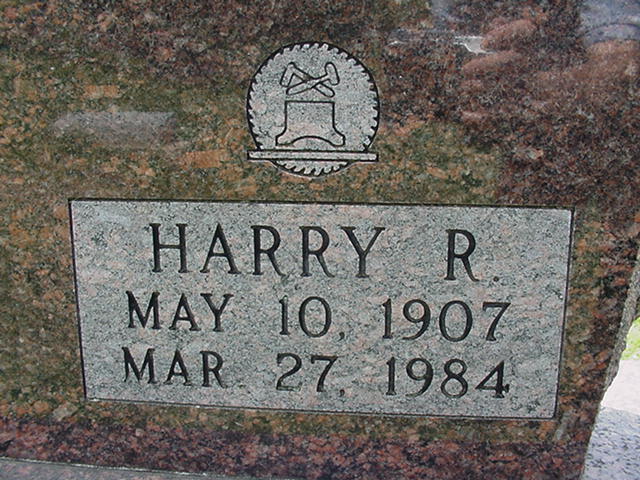 HARRY R.
MAY 10, 1907
MAR. 27, 1984